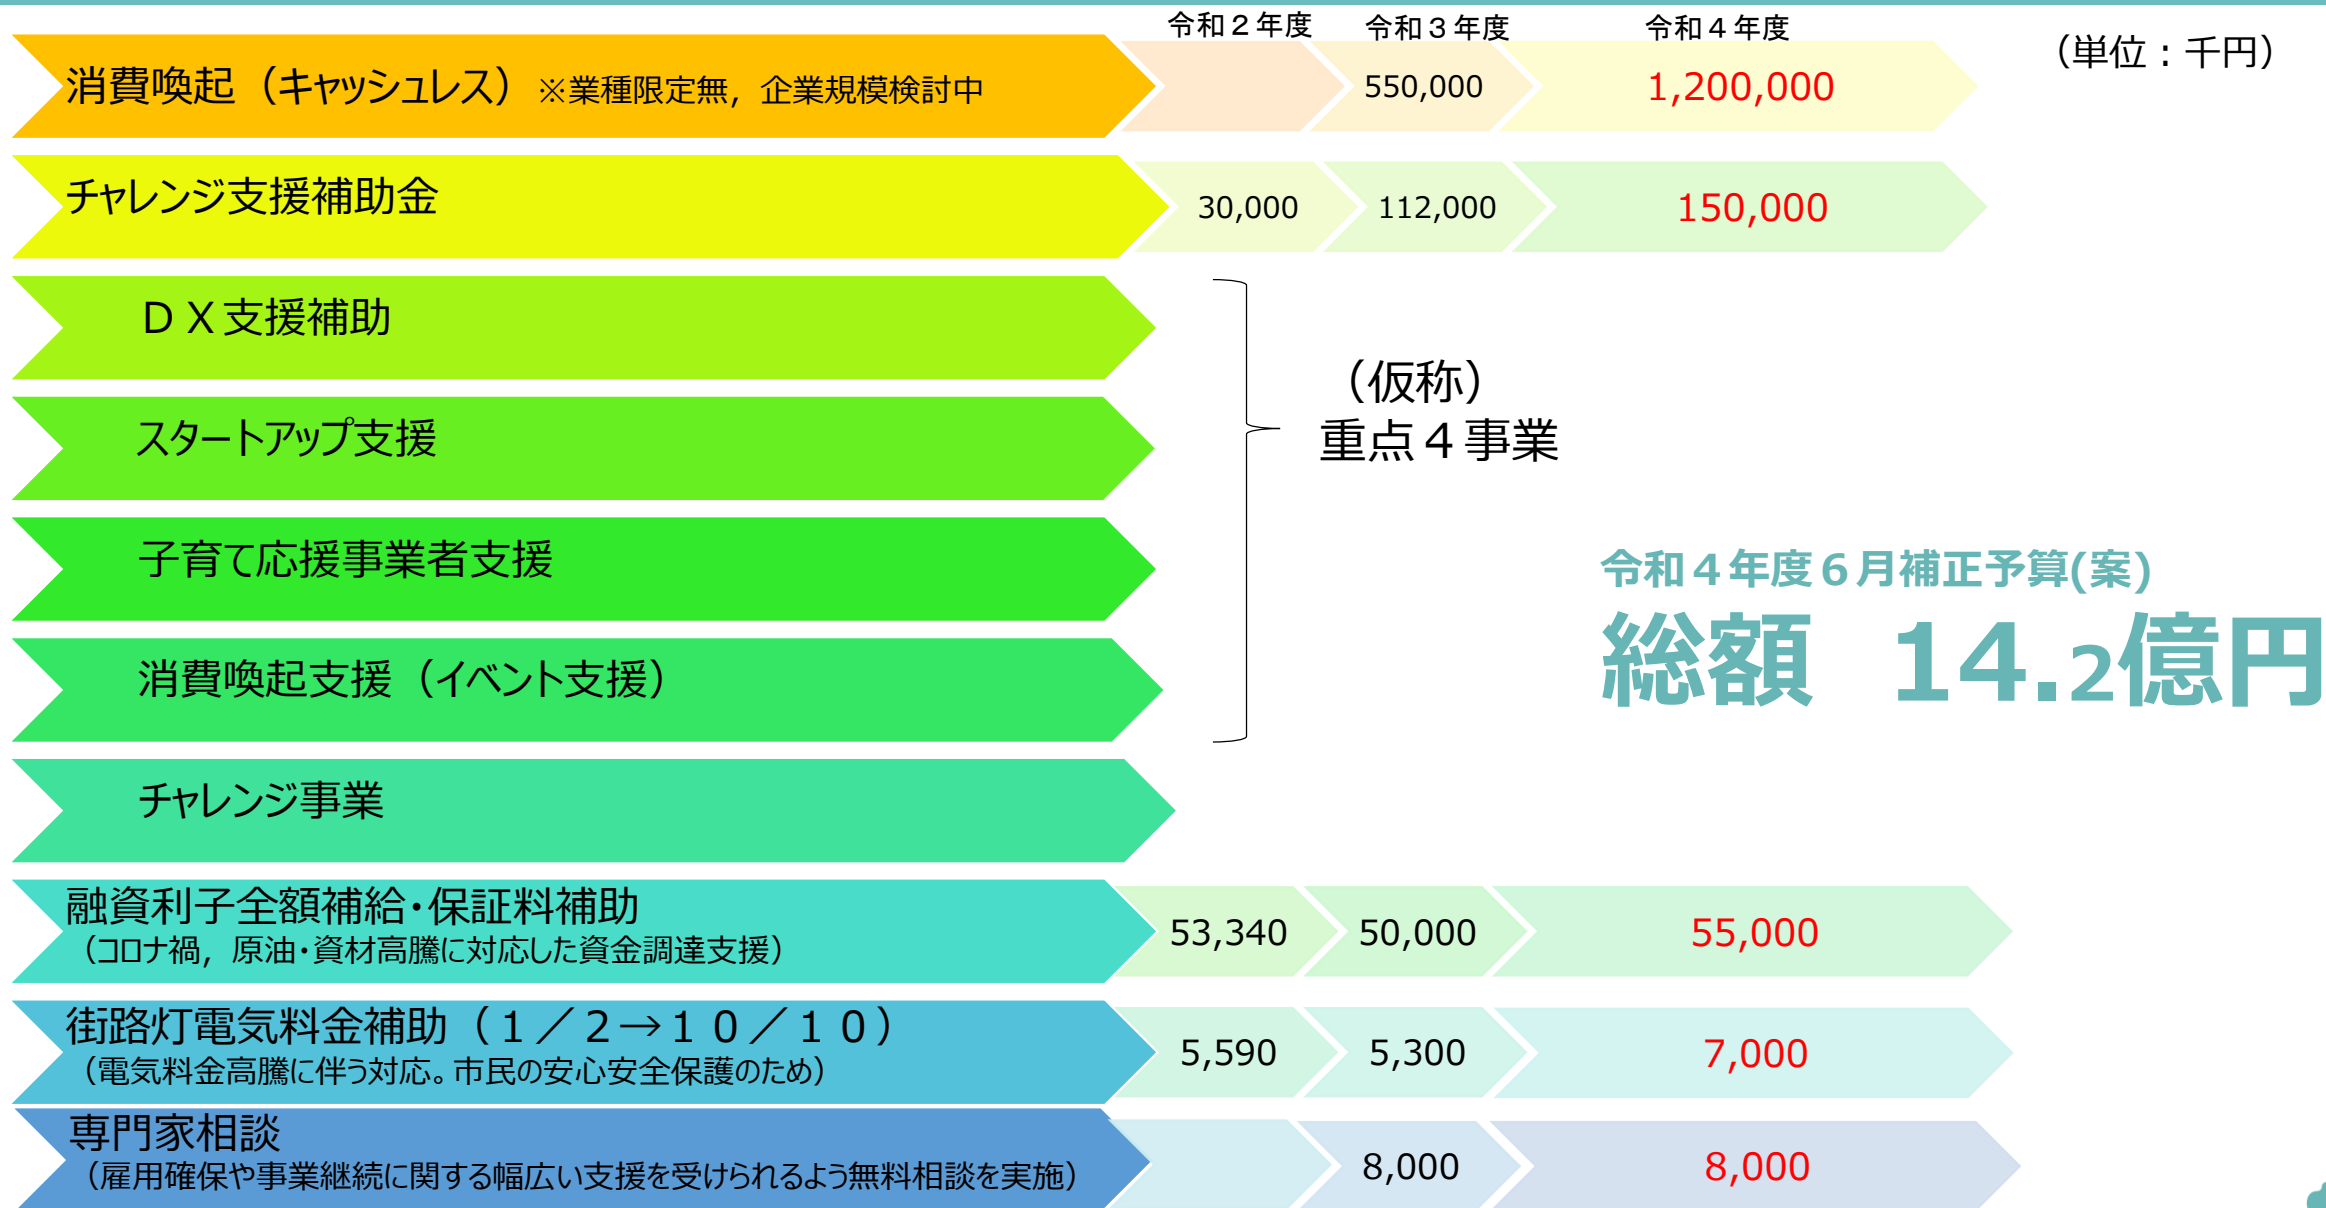 令和２年度 令和３年度 令和４年度
（単位：千円）
消費喚起（キャッシュレス）※業種限定無，企業規模検討中 550,000 1,200,000
チャレンジ支援補助金 30,000 112,000 150,000
ＤＸ支援補助
スタートアップ支援
子育て応援事業者支援
消費喚起支援（イベント支援）
（仮称）
重点４事業
令和４年度６月補正予算(案)
総額 14.2億円
チャレンジ事業
融資利子全額補給・保証料補助
（コロナ禍，原油・資材高騰に対応した資金調達支援）
53,340 50,000 55,000
街路灯電気料金補助（１／２→１０／１０）
（電気料金高騰に伴う対応。市民の安心安全保護のため）
5,590 5,300 7,000
専門家相談
（雇用確保や事業継続に関する幅広い支援を受けられるよう無料相談を実施）
8,000 8,000